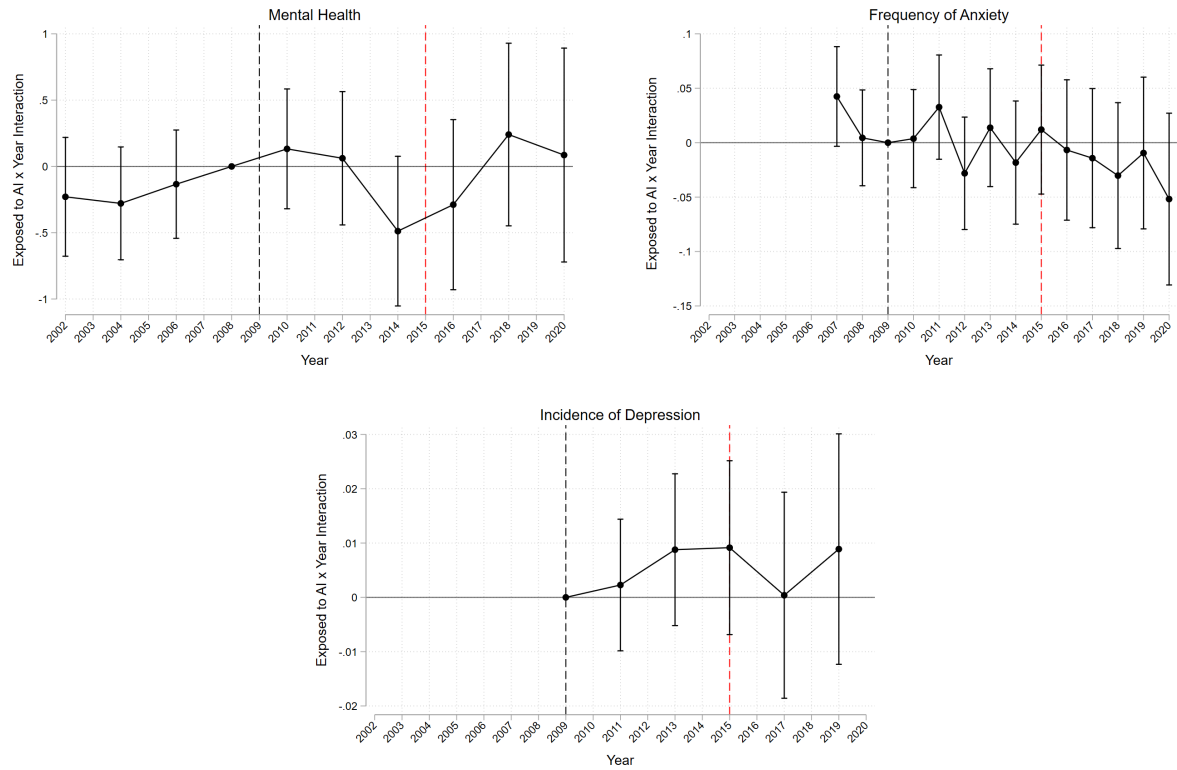 Mental Health
Exposed to AI x Year Interaction
1
.5
0
-.5
-1
2002 2003 2004 2005 2006 2007 2008 2009 2010 2011 2012 2013 2014 2015 2016 2017 2018 2019 2020
Year
Frequency of Anxiety
Exposed to AI x Year Interaction
.1
.05
0
-.05
-.1
-.15
2002 2003 2004 2005 2006 2007 2008 2009 2010 2011 2012 2013 2014 2015 2016 2017 2018 2019 2020
Year
Incidence of Depression
Exposed to AI x Year Interaction
.03
.02
.01
0
-.01
-.02
2002 2003 2004 2005 2006 2007 2008 2009 2010 2011 2012 2013 2014 2015 2016 2017 2018 2019 2020
Year